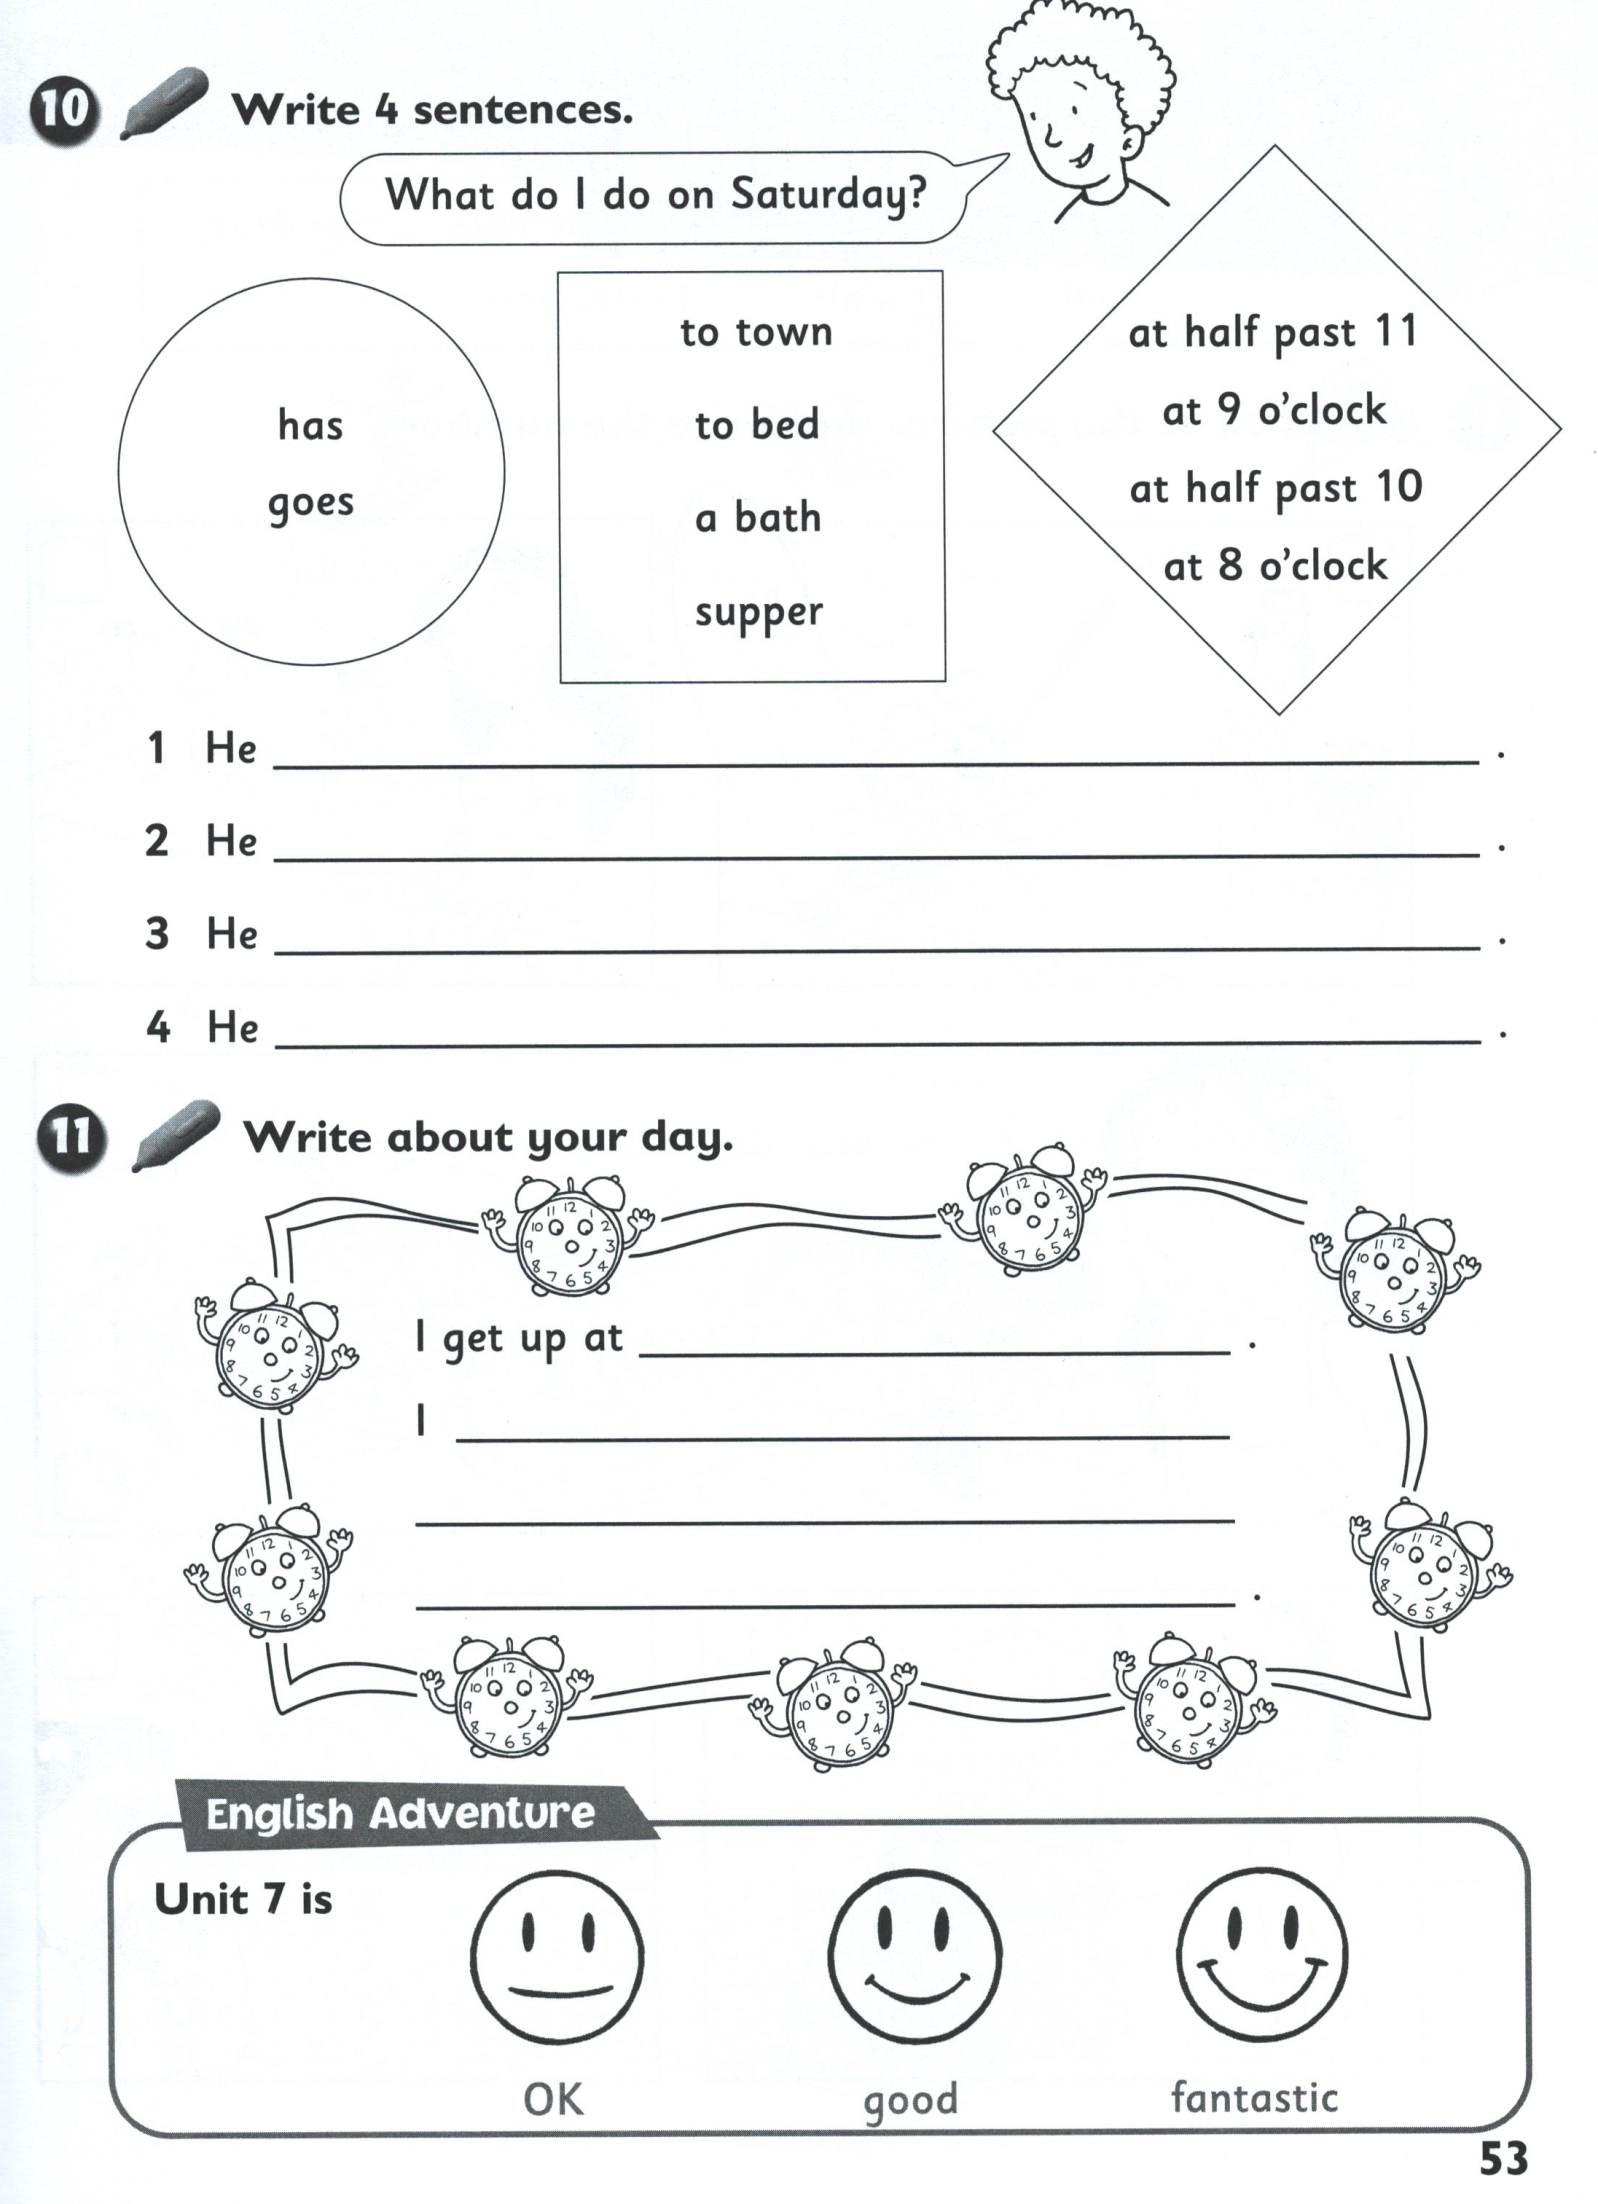 10 Write 4 sentences.
What do I do on Saturday?
has
goes
to town
to bed
a bath
supper
at half past 11
at 9 o'clock
at half past 10
at 8 o'clock
1 He .
2 He .
3 He .
4 He .
11 Write about your day.
I get up at .
I
.
English Adventure
Unit 7 is
OK good fantastic
53